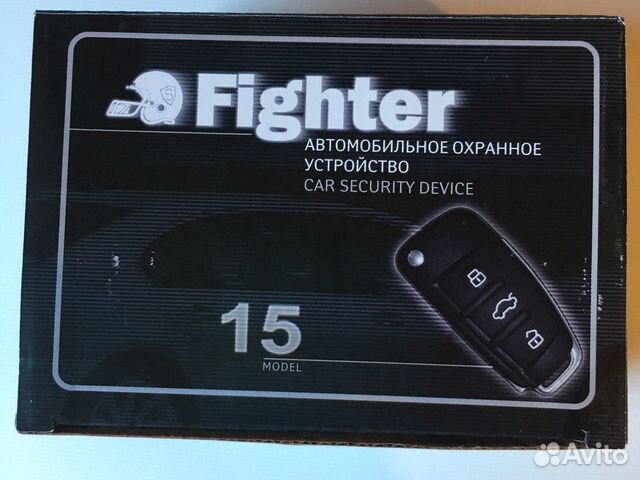 S
Fighter
АВТОМОБИЛЬНОЕ ОХРАННОЕ
УСТРОЙСТВО
CAR SECURITY DEVICE
15
MODEL
Avito